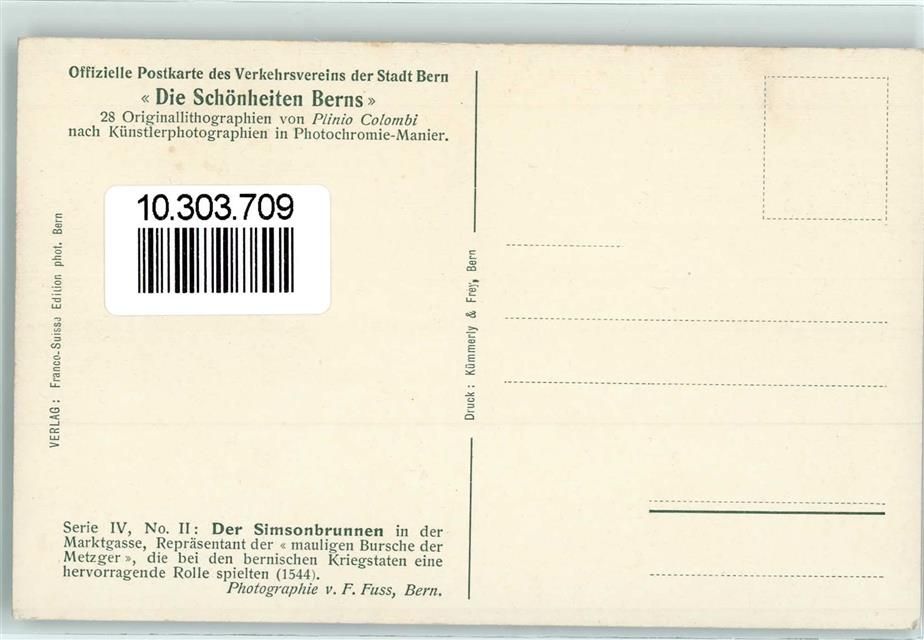 Offizielle Postkarte des Verkehrsvereins der Stadt Bern
« Die Schönheiten Berns »
28 Originallithographien von Plinio Colombi
nach Künstlerphotographien in Photochromie-Manier.
10.303.709
VERLAG : Franco-Suissa Edition phot. Bern
Druck : Kümmerly & Frey, Bern
Serie IV, No. II : Der Simsonbrunnen in der
Marktgasse, Repräsentant der « mauligen Bursche der
Metzger », die bei den bernischen Kriegstaten eine
hervorragende Rolle spielten (1544).
Photographie v. F. Fuss, Bern.